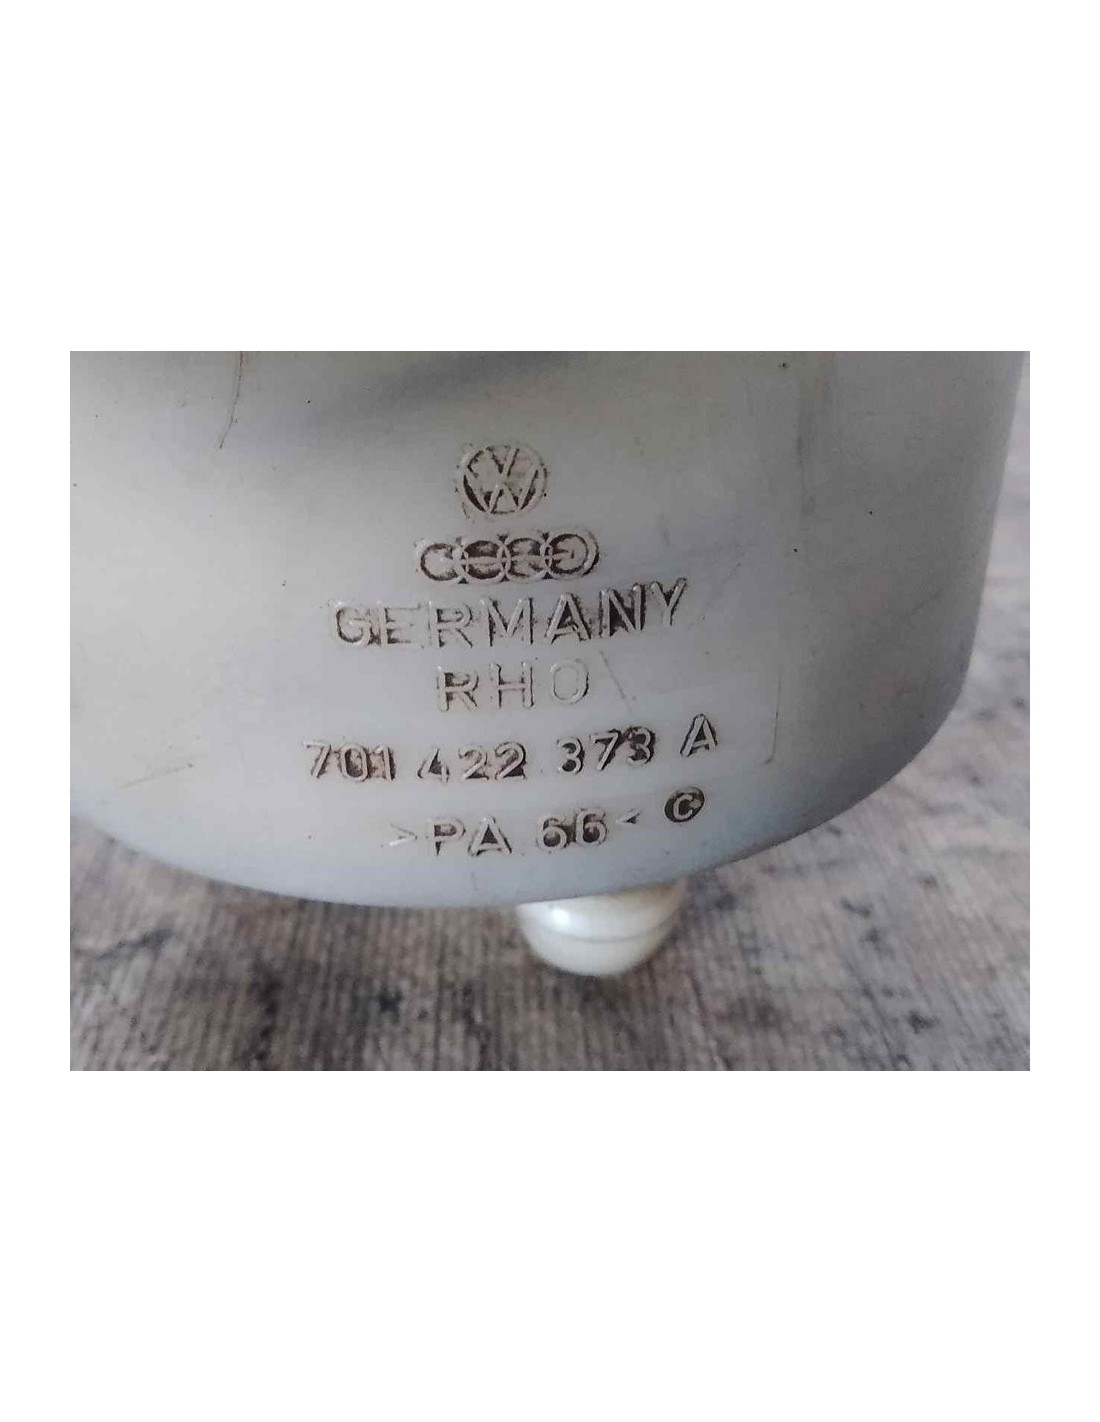 GERMANY
RHO
701 422 373 A
>PA 66< C